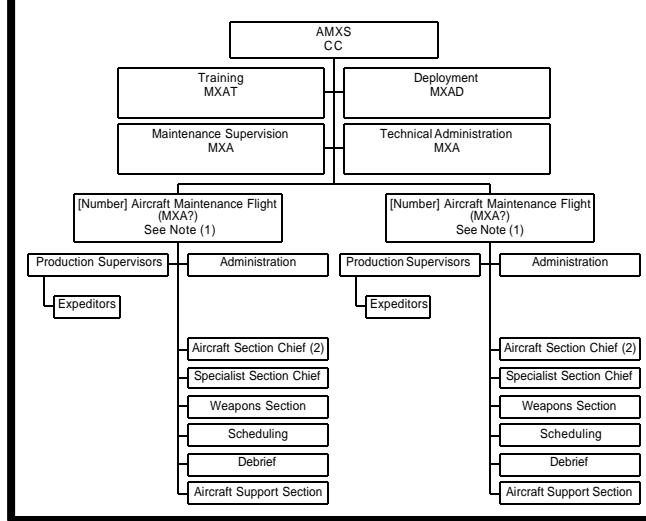 AMXS
CC
Training
MXAT
Deployment
MXAD
Maintenance Supervision
MXA
Technical Administration
MXA
[Number] Aircraft Maintenance Flight
(MXA?)
See Note (1)
[Number] Aircraft Maintenance Flight
(MXA?)
See Note (1)
Production Supervisors
Administration
Production Supervisors
Administration
Expeditors
Expeditors
Aircraft Section Chief (2)
Aircraft Section Chief (2)
Specialist Section Chief
Specialist Section Chief
Weapons Section
Weapons Section
Scheduling
Scheduling
Debrief
Debrief
Aircraft Support Section
Aircraft Support Section